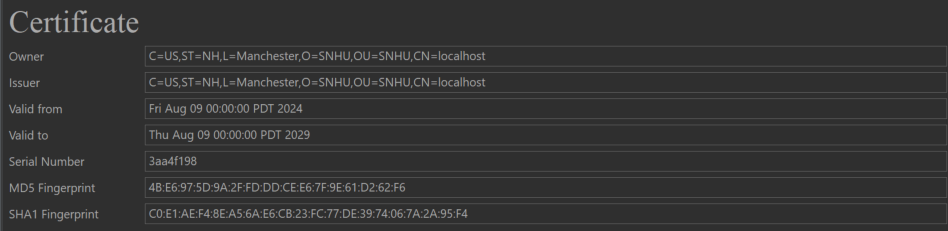 Certificate
Owner C=US,ST=NH,L=Manchester,O=SNHU,OU=SNHU,CN=localhost
Issuer C=US,ST=NH,L=Manchester,O=SNHU,OU=SNHU,CN=localhost
Valid from Fri Aug 09 00:00:00 PDT 2024
Valid to Thu Aug 09 00:00:00 PDT 2029
Serial Number 3aa4f198
MD5 Fingerprint 4B:E6:97:5D:9A:2F:FD:DD:CE:E6:7F:9E:61:D2:62:F6
SHA1 Fingerprint C0:E1:AE:F4:8E:A5:6A:E6:CB:23:FC:77:DE:39:74:06:7A:2A:95:F4